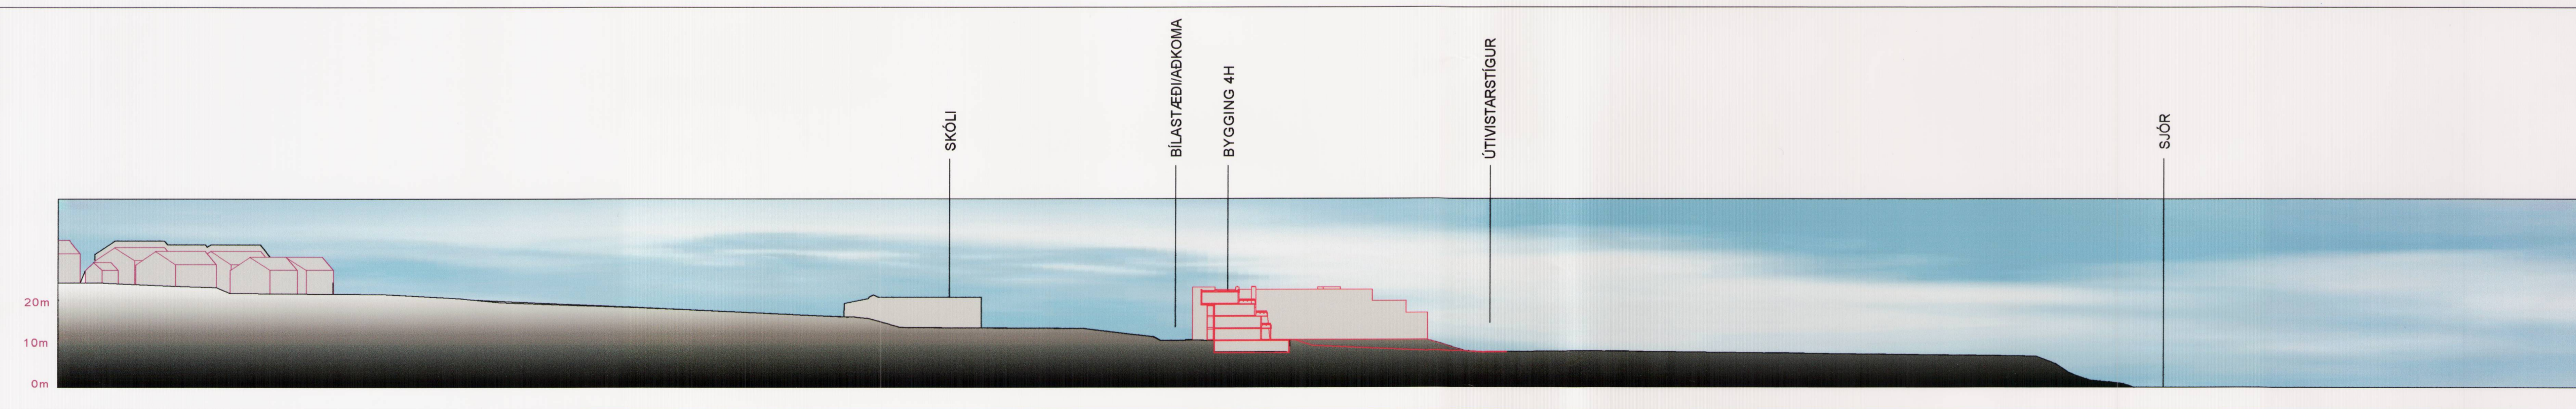 SKÓLI
BÍLASTÆÐI/AÐKOMA
BYGGING 4H
ÚTIVISTARSTÍGUR
SJÓR
20m
10m
0m